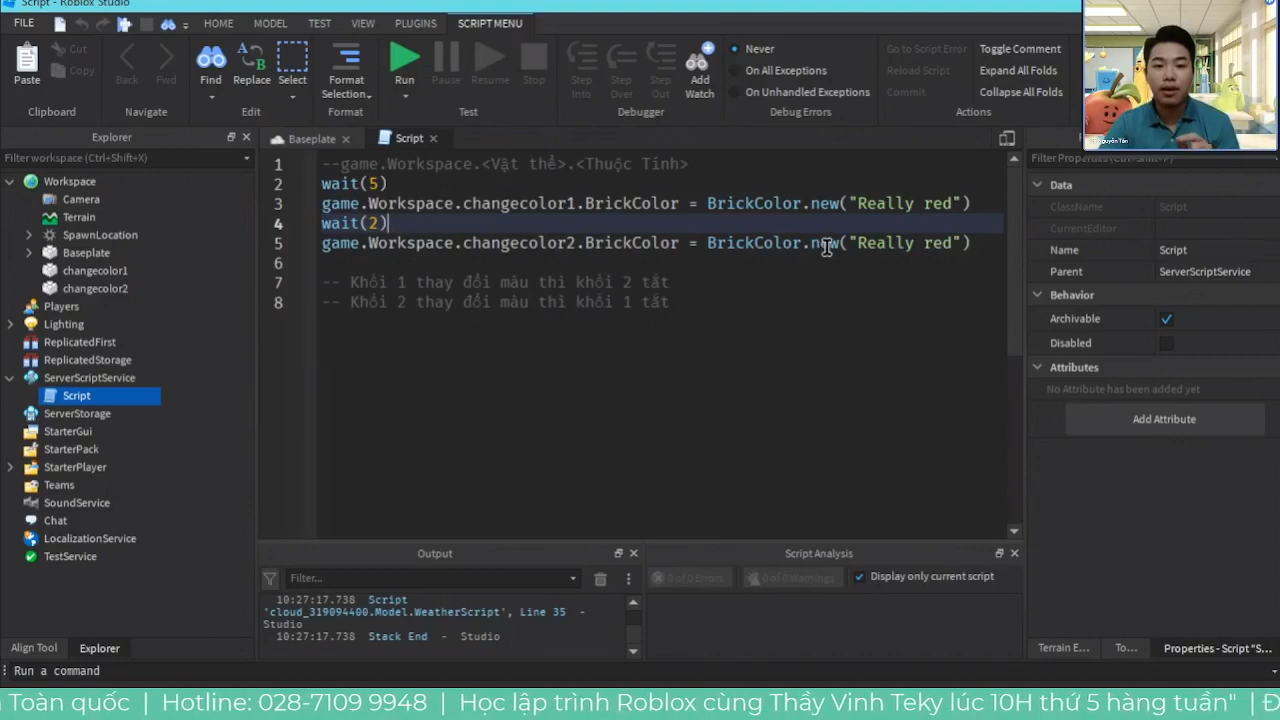 Script - Roblox Studio
FILE HOME MODEL TEST VIEW PLUGINS SCRIPT MENU
Paste Cut Copy Back Fwd Find Replace Select Format Selection Run Pause Resume Stop Step Into Step Over Step Out Add Watch Never On All Exceptions On Unhandled Exceptions Go to Script Error Reload Script Commit Toggle Comment Expand All Folds Collapse All Folds
Clipboard Navigate Edit Format Test Debugger Debug Errors Actions
Nguyên Tân
Explorer
Filter workspace (Ctrl+Shift+X)
Workspace
Camera
Terrain
SpawnLocation
Baseplate
changecolor1
changecolor2
Players
Lighting
ReplicatedFirst
ReplicatedStorage
ServerScriptService
Script
ServerStorage
StarterGui
StarterPack
StarterPlayer
Teams
SoundService
Chat
LocalizationService
TestService
Align Tool Explorer
Baseplate Script
1 --game.Workspace.<Vật thể>.<Thuộc Tính>
2 wait(5)
3 game.Workspace.changecolor1.BrickColor = BrickColor.new("Really red")
4 wait(2)
5 game.Workspace.changecolor2.BrickColor = BrickColor.new("Really red")
6
7 -- Khối 1 thay đổi màu thì khối 2 tắt
8 -- Khối 2 thay đổi màu thì khối 1 tắt
Output
Filter...
10:27:17.738 Script
'cloud_319094400.Model.WeatherScript', Line 35 -
Studio
10:27:17.738 Stack End - Studio
Script Analysis
0 of 0 Errors 0 of 0 Warnings Display only current script
Filter Properties (Ctrl+Shift+P)
Data
ClassName Script
CurrentEditor
Name Script
Parent ServerScriptService
Behavior
Archivable
Disabled
Attributes
No Attribute has been added yet
Add Attribute
Terrain E... To... Properties - Script "S...
Run a command
Toàn quốc | Hotline: 028-7109 9948 | Học lập trình Roblox cùng Thầy Vinh Teky lúc 10H thứ 5 hàng tuần" | Đ